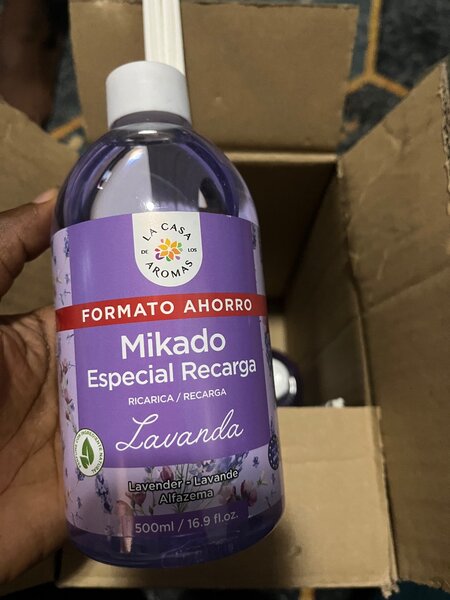 LA CASA
DE LOS
AROMAS
FORMATO AHORRO
Mikado
Especial Recarga
RICARICA / RECARGA
Lavanda
Lavender - Lavande
Alfazema
500ml / 16.9 fl.oz.